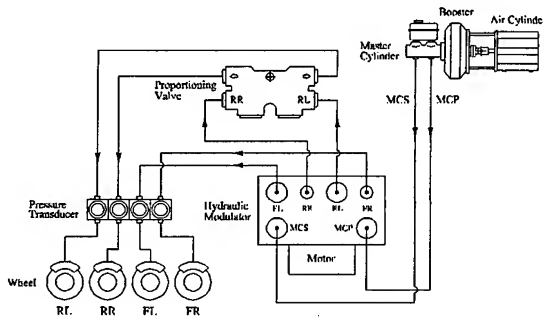 Booster
Air Cylinde
Master
Cylinder
MCS
MCP
Proportioning
Valve
RR
RL
Pressure
Transducer
Hydraulic
Modulator
FL
RR
RL
FR
MCS
MCP
Motor
Wheel
RL
RR
FL
FR